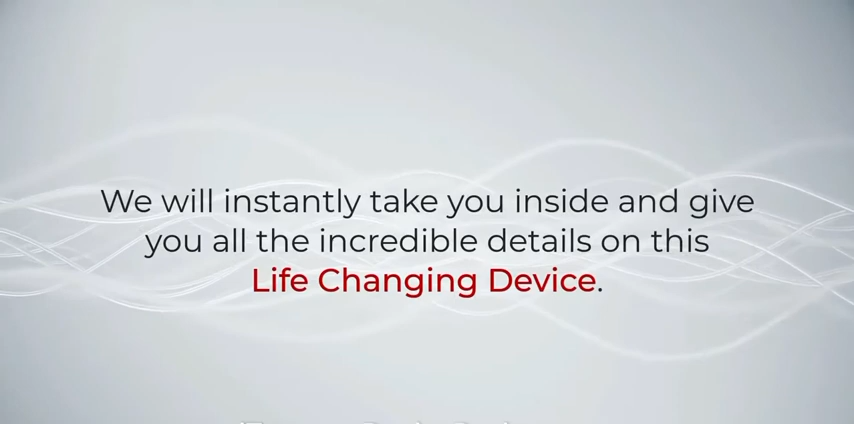 We will instantly take you inside and give
you all the incredible details on this
Life Changing Device.